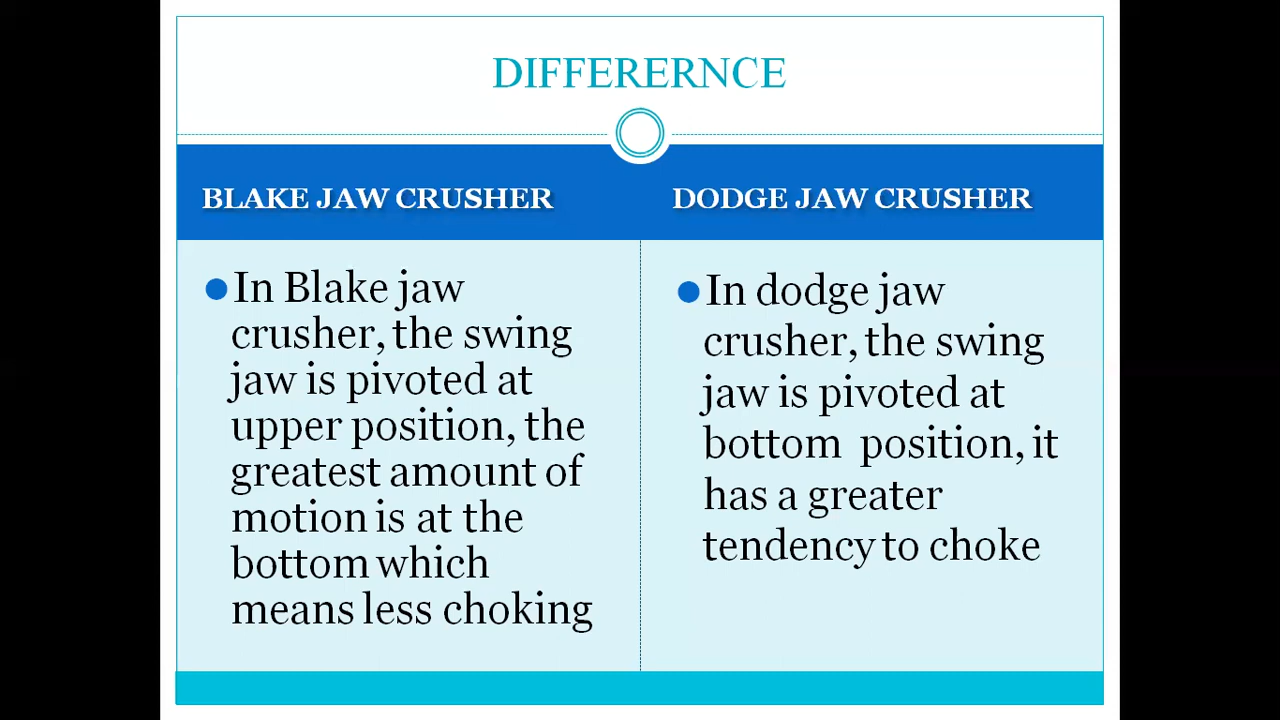 DIFFERERNCE
BLAKE JAW CRUSHER
In Blake jaw
crusher, the swing
jaw is pivoted at
upper position, the
greatest amount of
motion is at the
bottom which
means less choking
DODGE JAW CRUSHER
In dodge jaw
crusher, the swing
jaw is pivoted at
bottom position, it
has a greater
tendency to choke